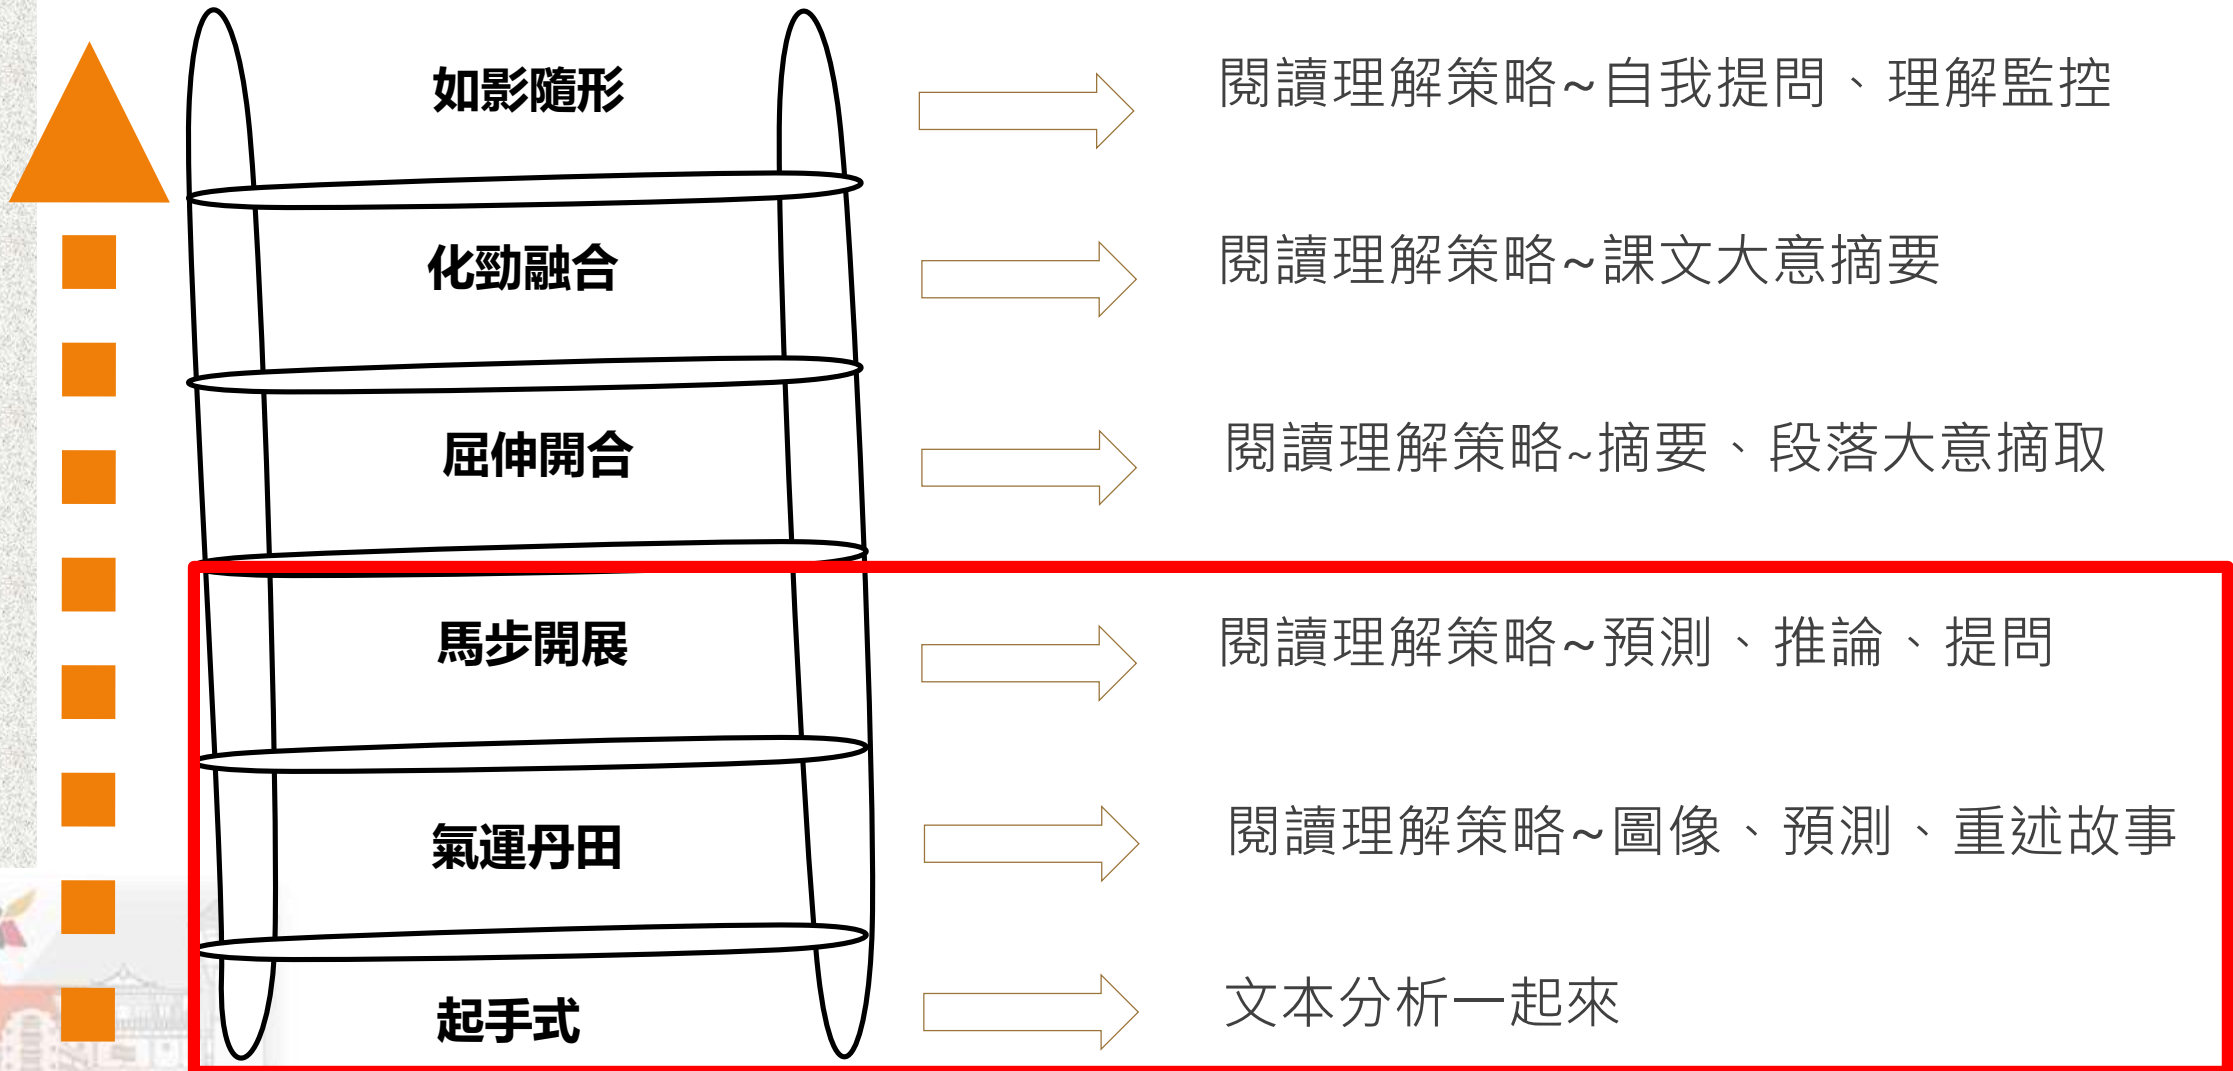 如影隨形
閱讀理解策略~自我提問、理解監控
化勁融合
閱讀理解策略~課文大意摘要
屈伸開合
閱讀理解策略~摘要、段落大意摘取
馬步開展
閱讀理解策略~預測、推論、提問
氣運丹田
閱讀理解策略~圖像、預測、重述故事
起手式
文本分析一起來